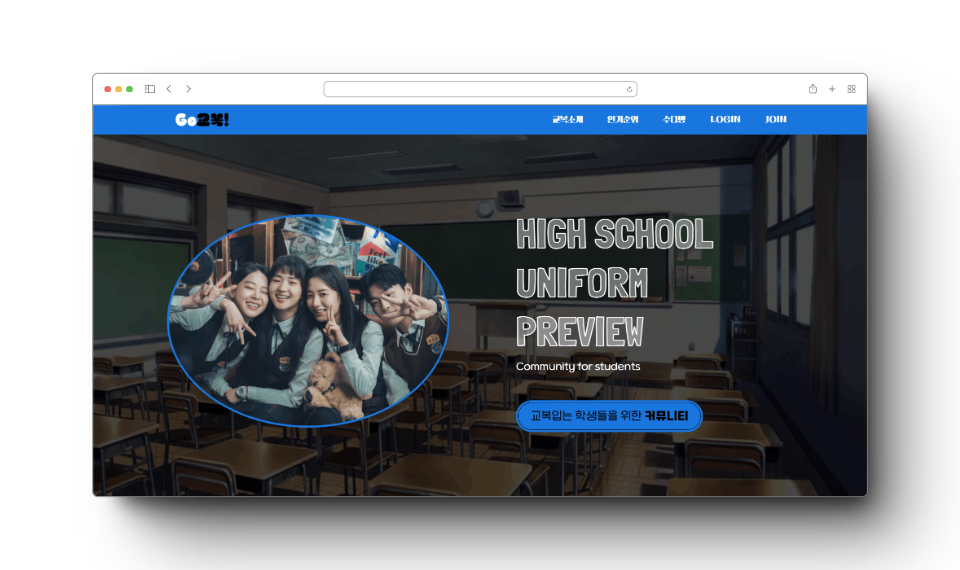 Go교복!
교복소개 인기순위 수다방 LOGIN JOIN
Feel
like
HIGH SCHOOL
UNIFORM
PREVIEW
Community for students
교복입는 학생들을 위한 커뮤니티